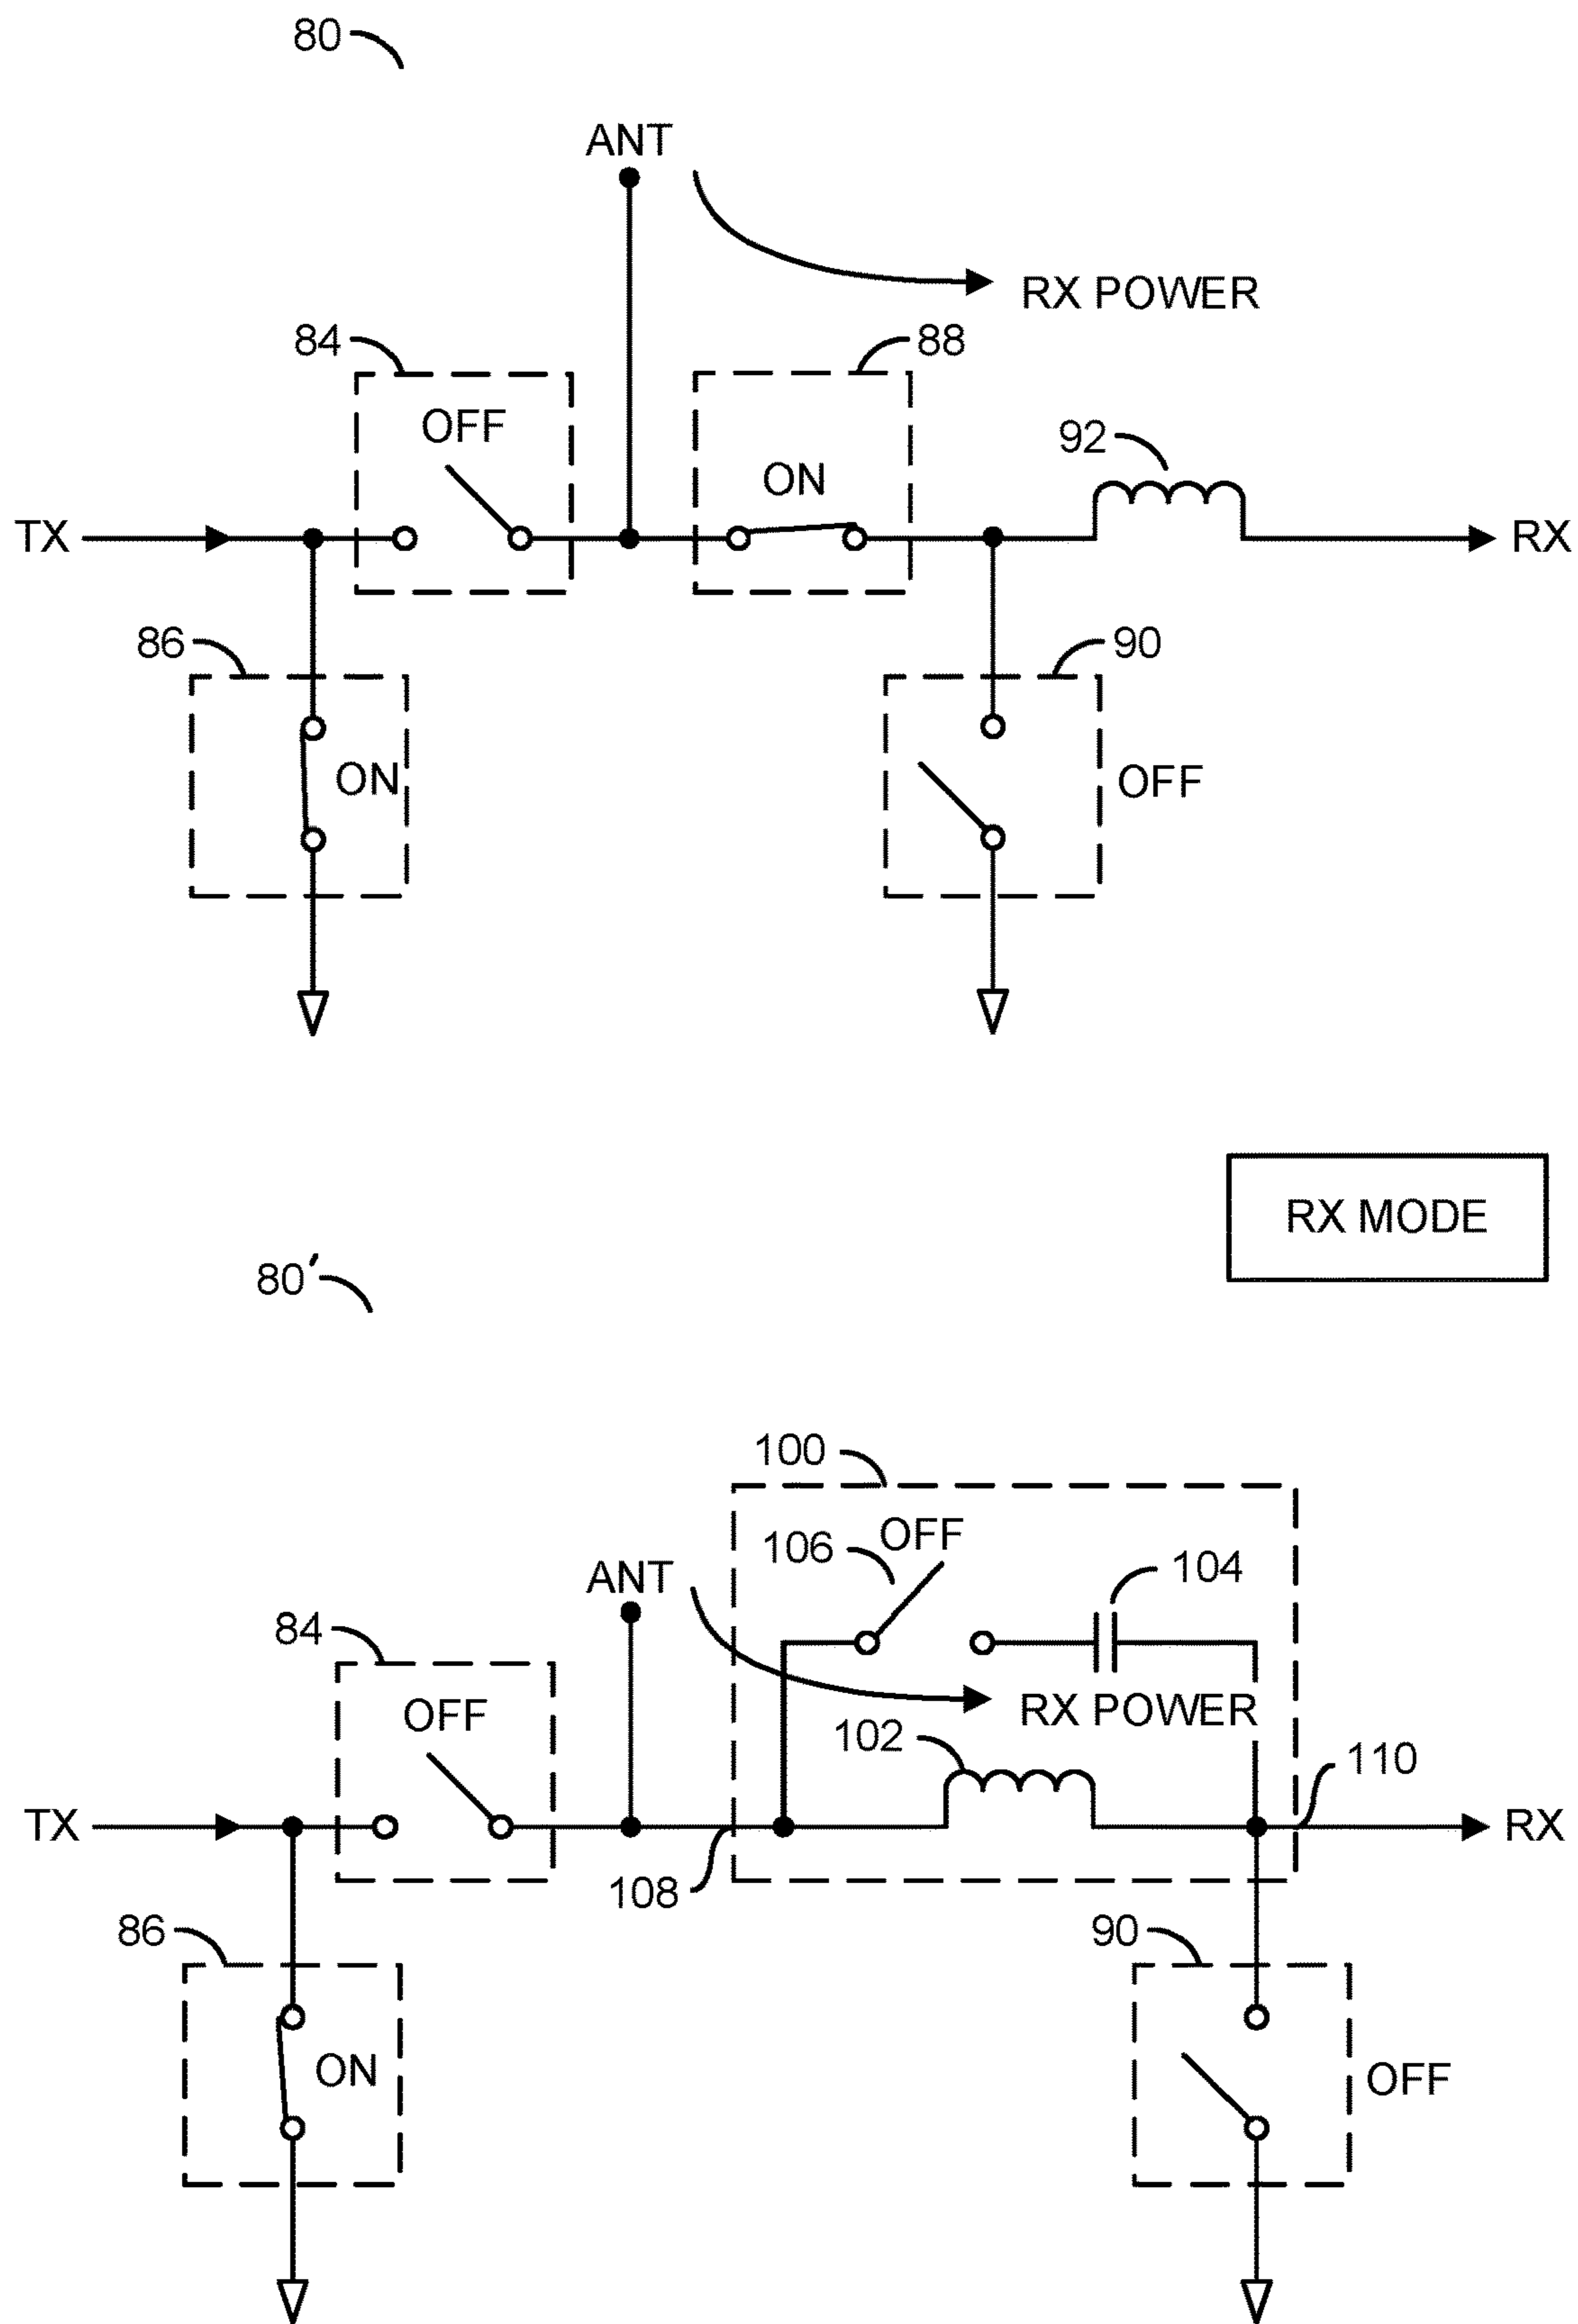 80
ANT
RX POWER
84
88
OFF
ON
92
TX
RX
86
90
ON
OFF
RX MODE
80′
100
OFF
106
104
ANT
84
OFF
RX POWER
102
110
TX
RX
108
86
90
ON
OFF